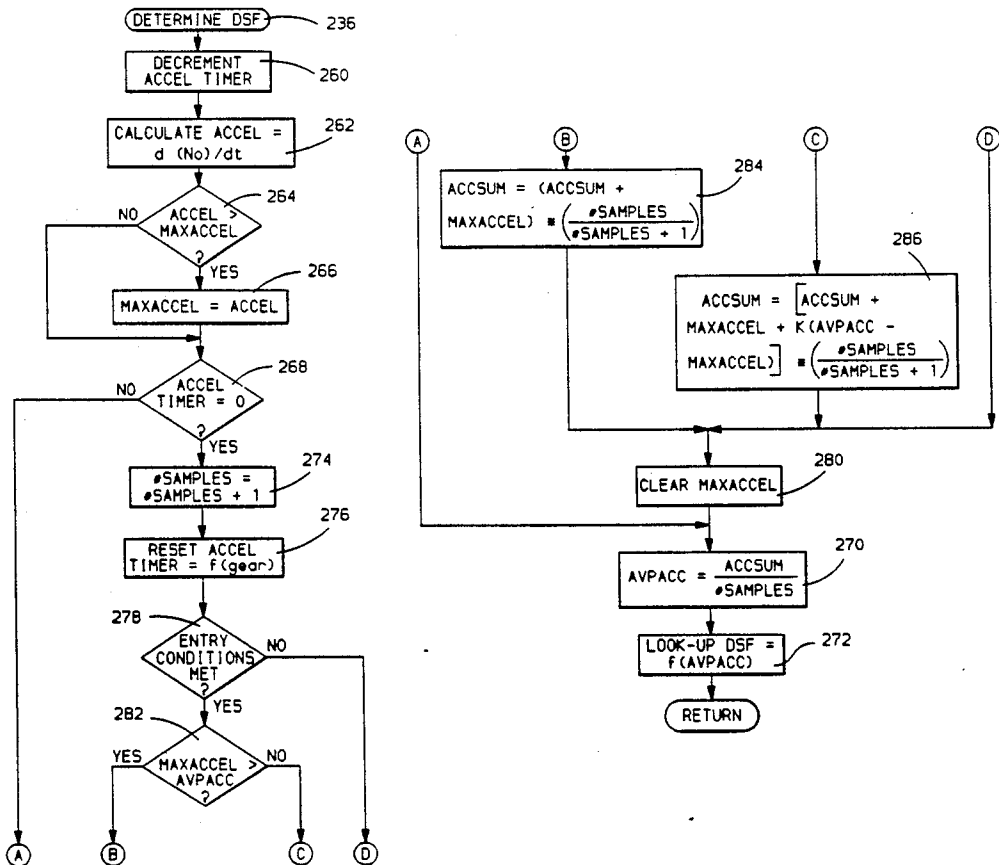 DETERMINE DSF
236
DECREMENT
ACCEL TIMER
260
CALCULATE ACCEL =
d (No)/dt
262
ACCEL >
MAXACCEL
?
264
NO
YES
MAXACCEL = ACCEL
266
ACCEL
TIMER = 0
?
268
NO
YES
#SAMPLES =
#SAMPLES + 1
274
RESET ACCEL
TIMER = f(gear)
276
278
ENTRY
CONDITIONS
MET
?
NO
YES
282
MAXACCEL >
AVPACC
?
YES
NO
A
B
C
D
A
B
C
D
ACCSUM = (ACCSUM +
MAXACCEL) * (#SAMPLES / #SAMPLES + 1)
284
ACCSUM = [ACCSUM +
MAXACCEL + K(AVPACC -
MAXACCEL)] * (#SAMPLES / #SAMPLES + 1)
286
CLEAR MAXACCEL
280
AVPACC = ACCSUM / #SAMPLES
270
LOOK-UP DSF =
f(AVPACC)
272
RETURN